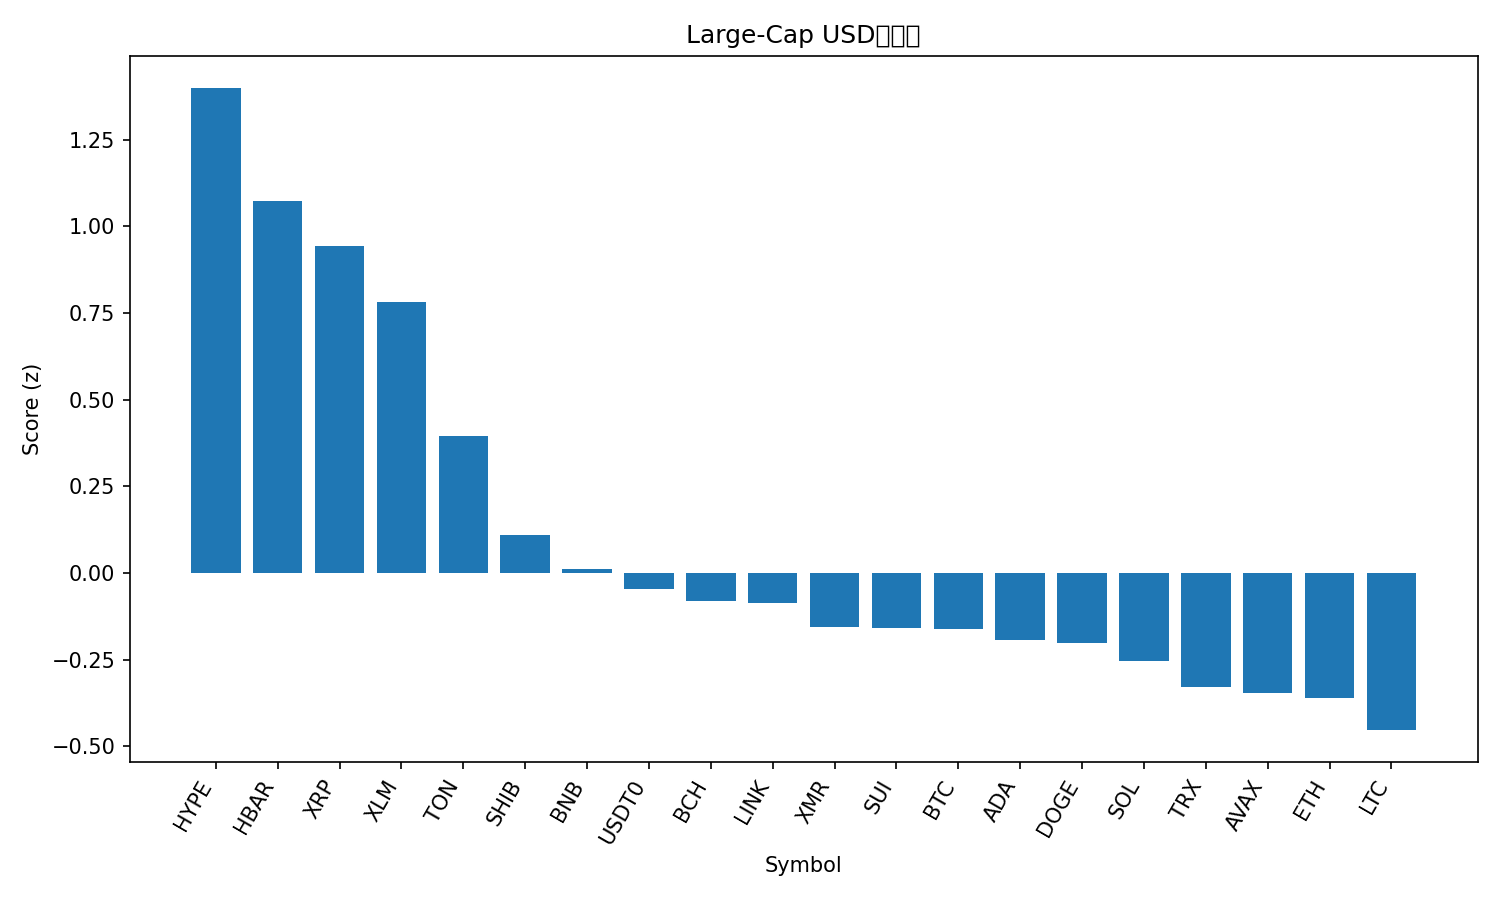 Large-Cap USD
Score (z)
1.25
1.00
0.75
0.50
0.25
0.00
−0.25
−0.50
HYPE
HBAR
XRP
XLM
TON
SHIB
BNB
USDT0
BCH
LINK
XMR
SUI
BTC
ADA
DOGE
SOL
TRX
AVAX
ETH
LTC
Symbol